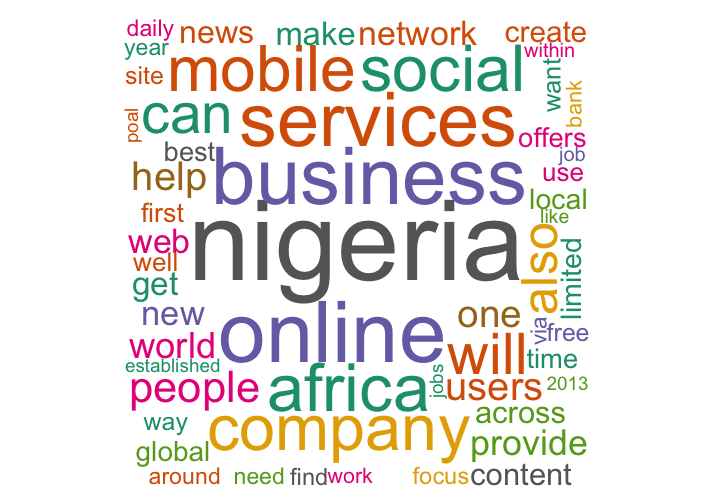 daily news make network create
year within
site mobile social want
poal can services bank
offers
best job
help business use
local
first nigeria like
web also
well limited
get
new online one via free
world will time
established
people africa jobs users 2013
way company across
global provide
around need find work focus content